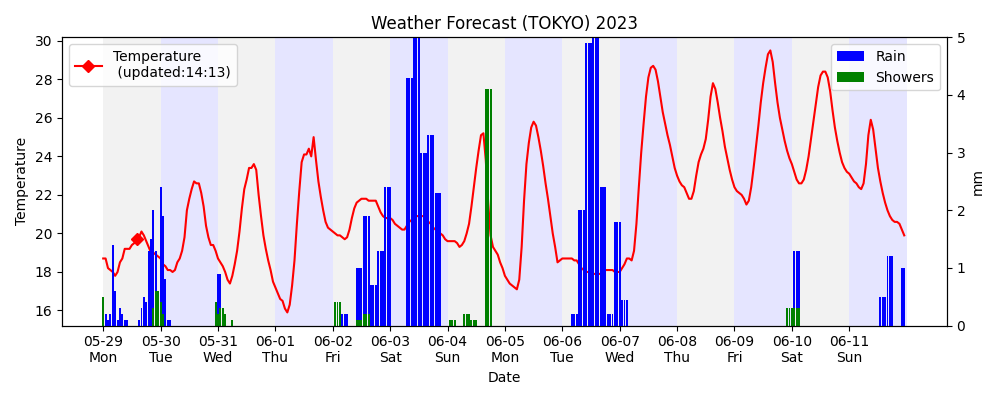 Weather Forecast (TOKYO) 2023
Temperature
(updated:14:13)
Rain
Showers
Temperature
30
28
26
24
22
20
18
16
5
4
3
2
1
0
mm
05-29 05-30 05-31 06-01 06-02 06-03 06-04 06-05 06-06 06-07 06-08 06-09 06-10 06-11
Mon Tue Wed Thu Fri Sat Sun Mon Tue Wed Thu Fri Sat Sun
Date